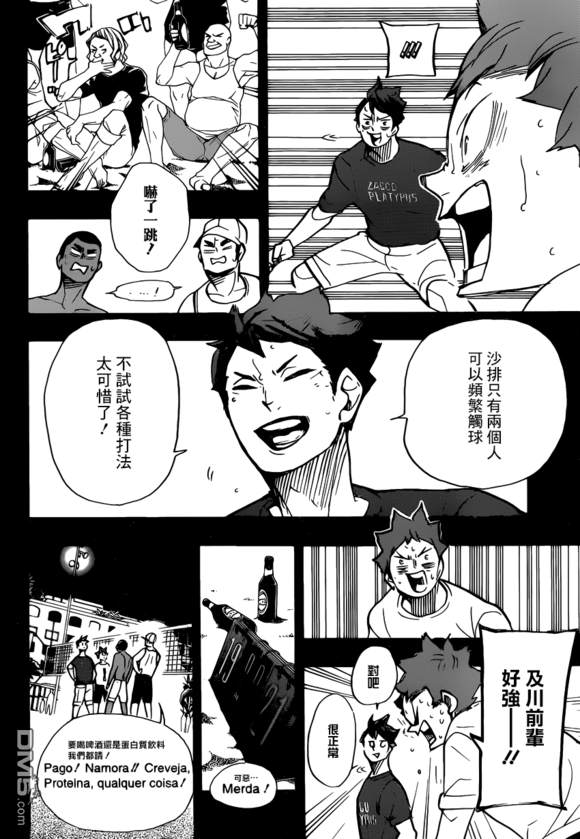 !!!
LAGOO
PLATYPUS
嚇了一
跳！
…！
沙排只有兩個人
可以頻繁觸球
不試試各種打法
太可惜了！
及川前輩
好強——！！
對吧
很正常
可惡…
Merda！
要喝啤酒還是蛋白質飲料
我們都請！
Pago！ Namora!! Creveja,
Proteina, qualquer coisa！
DM5.com